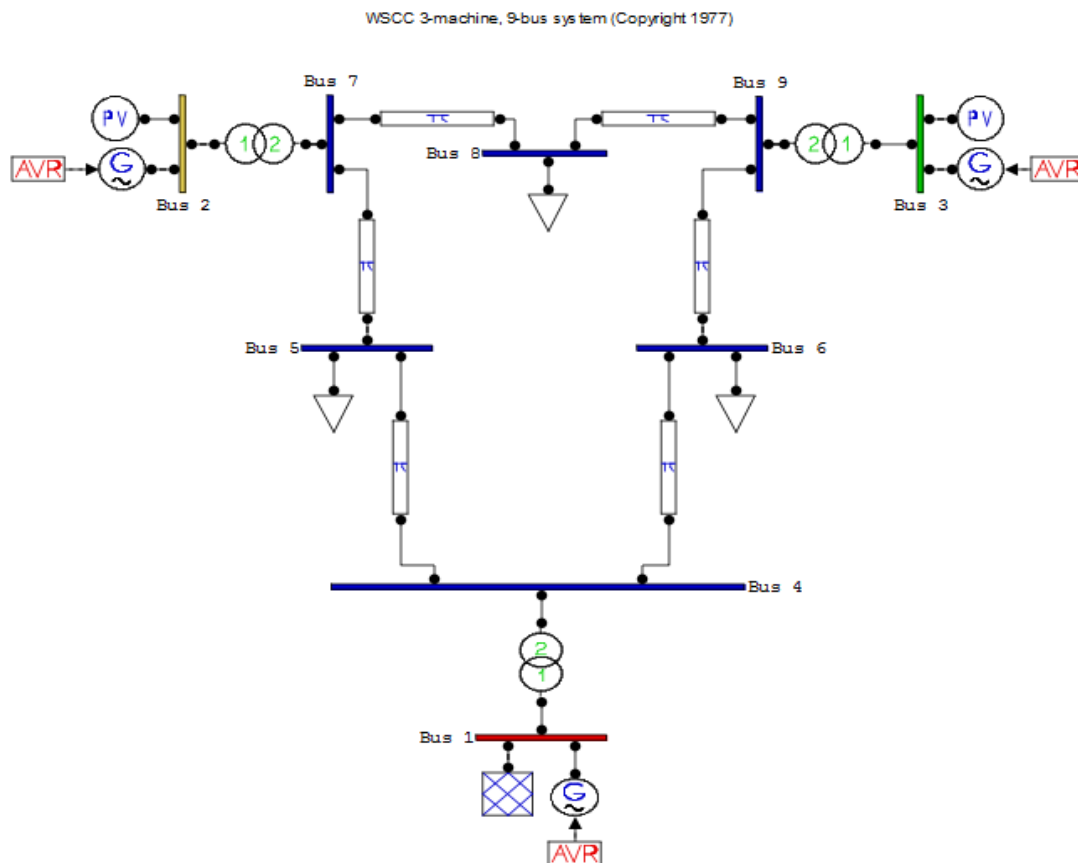 WSCC 3-machine, 9-bus system (Copyright 1977)
Bus 7
Bus 9
PV
PV
1 2
π
π
2 1
Bus 8
AVR
G
~
G
~
AVR
Bus 2
Bus 3
π
π
Bus 5
Bus 6
π
π
Bus 4
2
1
Bus 1
G
~
AVR